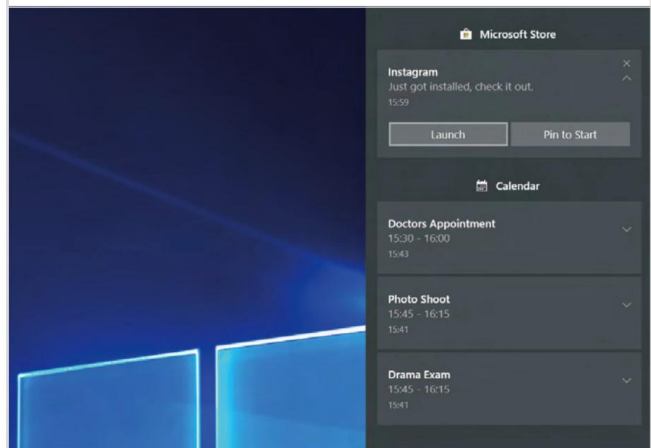 Microsoft Store
Instagram
Just got installed, check it out.
15:59
Launch Pin to Start
Calendar
Doctors Appointment
15:30 - 16:00
15:43
Photo Shoot
15:45 - 16:15
15:41
Drama Exam
15:45 - 16:15
15:41